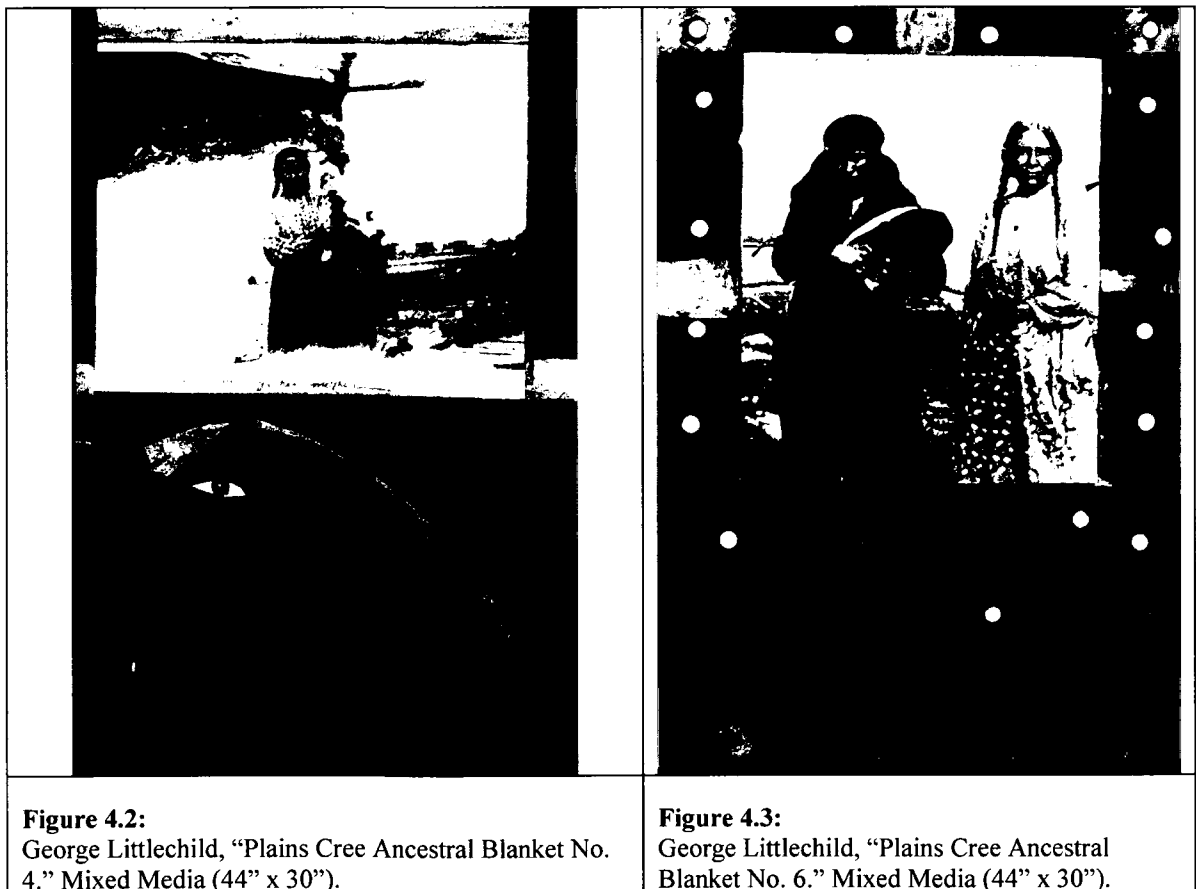 Figure 4.2:
George Littlechild, “Plains Cree Ancestral Blanket No.
4.” Mixed Media (44” x 30”).
Figure 4.3:
George Littlechild, “Plains Cree Ancestral
Blanket No. 6.” Mixed Media (44” x 30”).